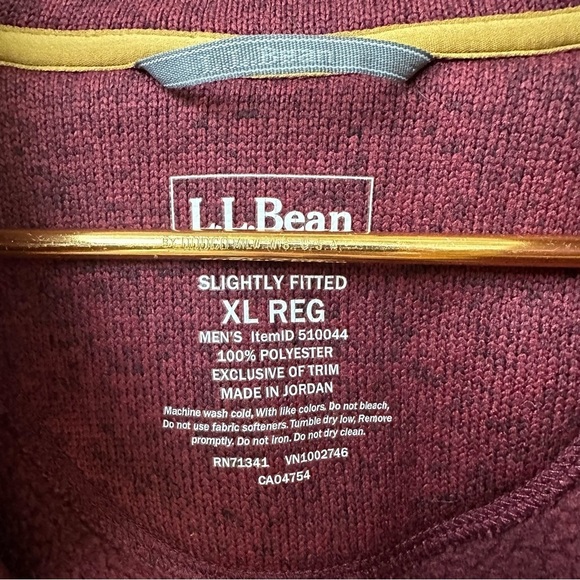 L.L.Bean
SLIGHTLY FITTED
XL REG
MEN'S ItemID 510044
100% POLYESTER
EXCLUSIVE OF TRIM
MADE IN JORDAN
Machine wash cold, With like colors. Do not bleach,
Do not use fabric softeners. Tumble dry low, Remove
promptly. Do not iron. Do not dry clean.
RN71341 VN1002746
CA04754